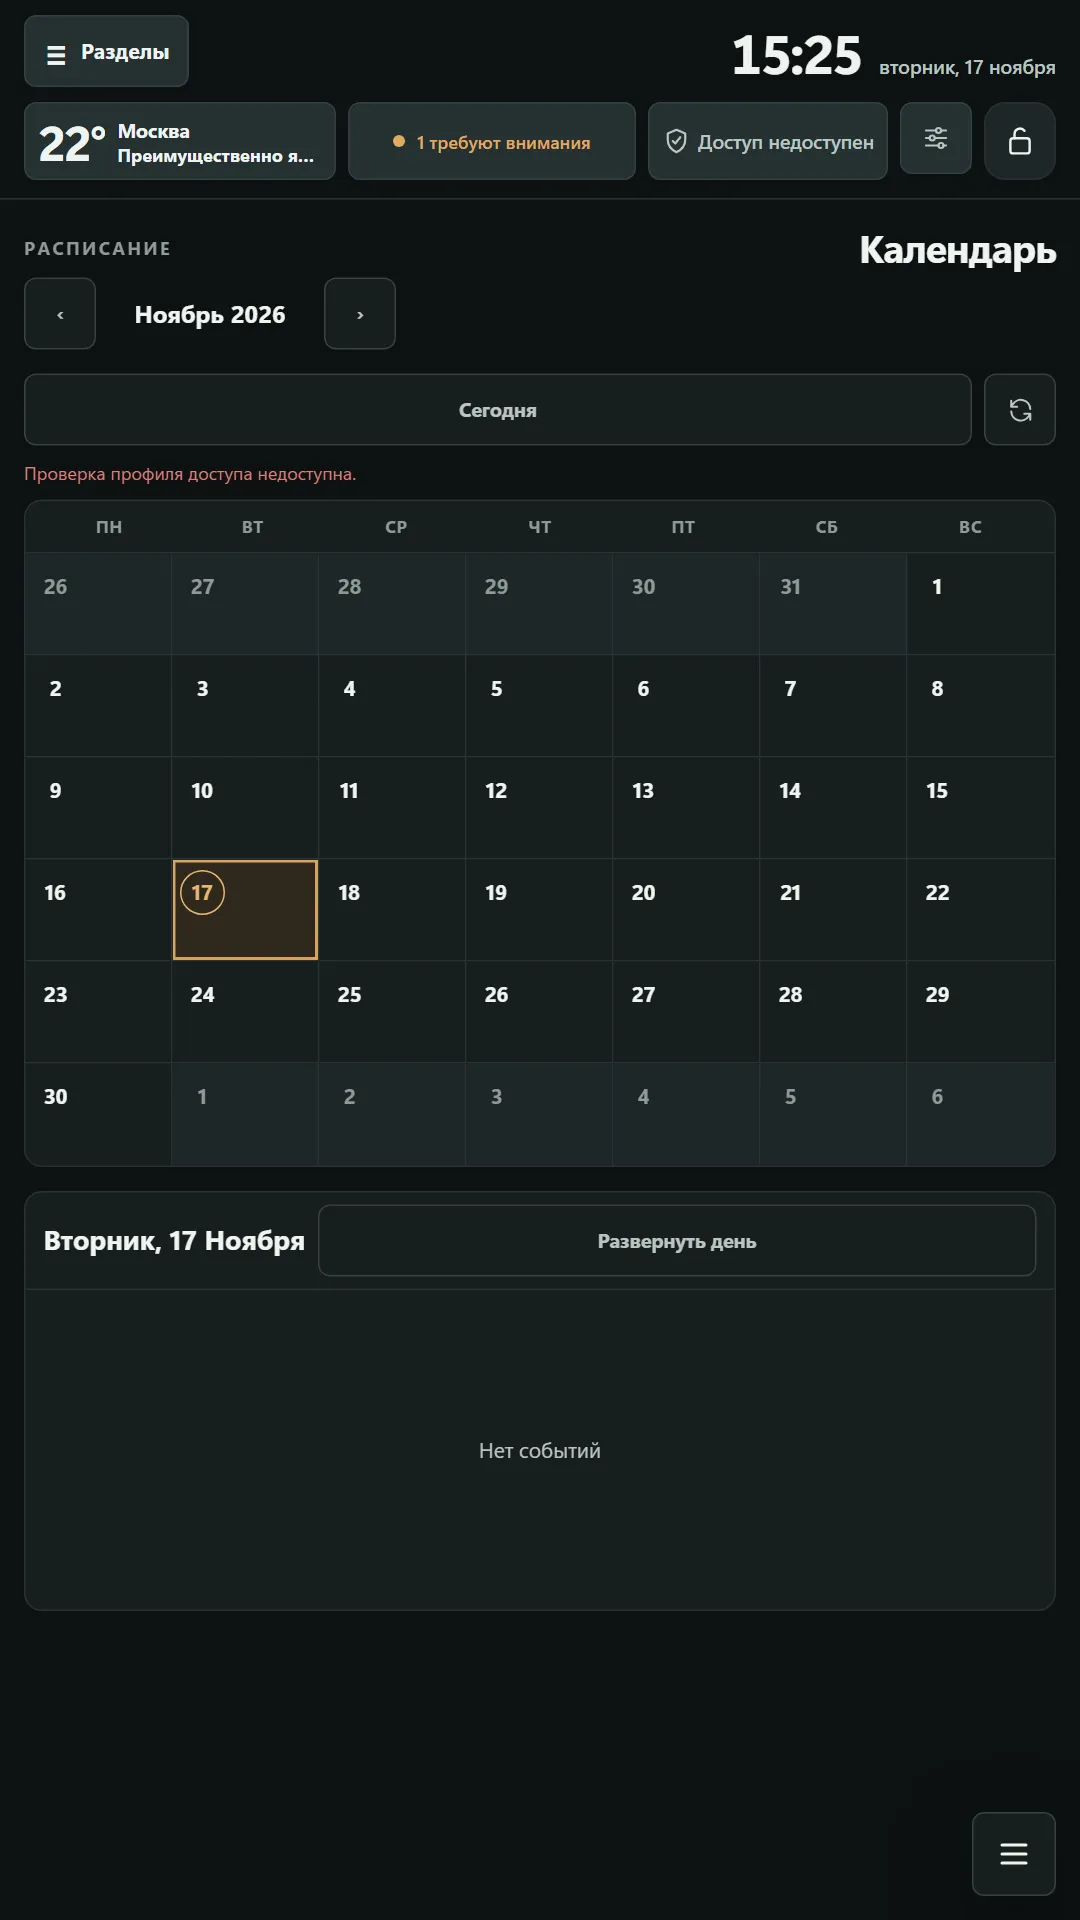 Разделы
15:25 вторник, 17 ноября
22° Москва
Преимущественно я...
1 требуют внимания
Доступ недоступен
РАСПИСАНИЕ
Календарь
‹ Ноябрь 2026 ›
Сегодня
Проверка профиля доступа недоступна.
ПН ВТ СР ЧТ ПТ СБ ВС
26 27 28 29 30 31 1
2 3 4 5 6 7 8
9 10 11 12 13 14 15
16 17 18 19 20 21 22
23 24 25 26 27 28 29
30 1 2 3 4 5 6
Вторник, 17 Ноября
Развернуть день
Нет событий